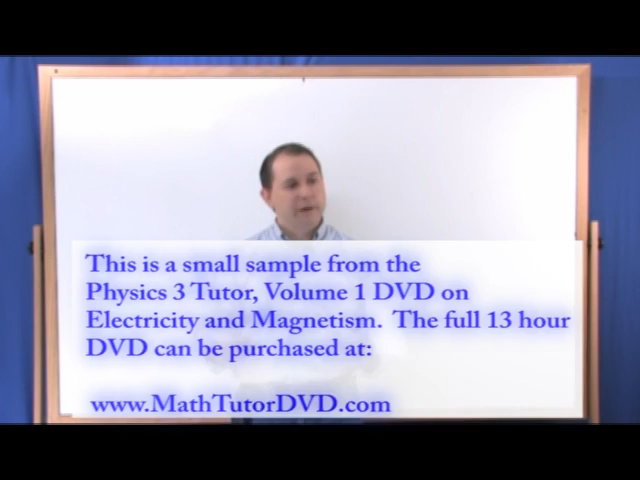 This is a small sample from the
Physics 3 Tutor, Volume 1 DVD on
Electricity and Magnetism. The full 13 hour
DVD can be purchased at:
www.MathTutorDVD.com